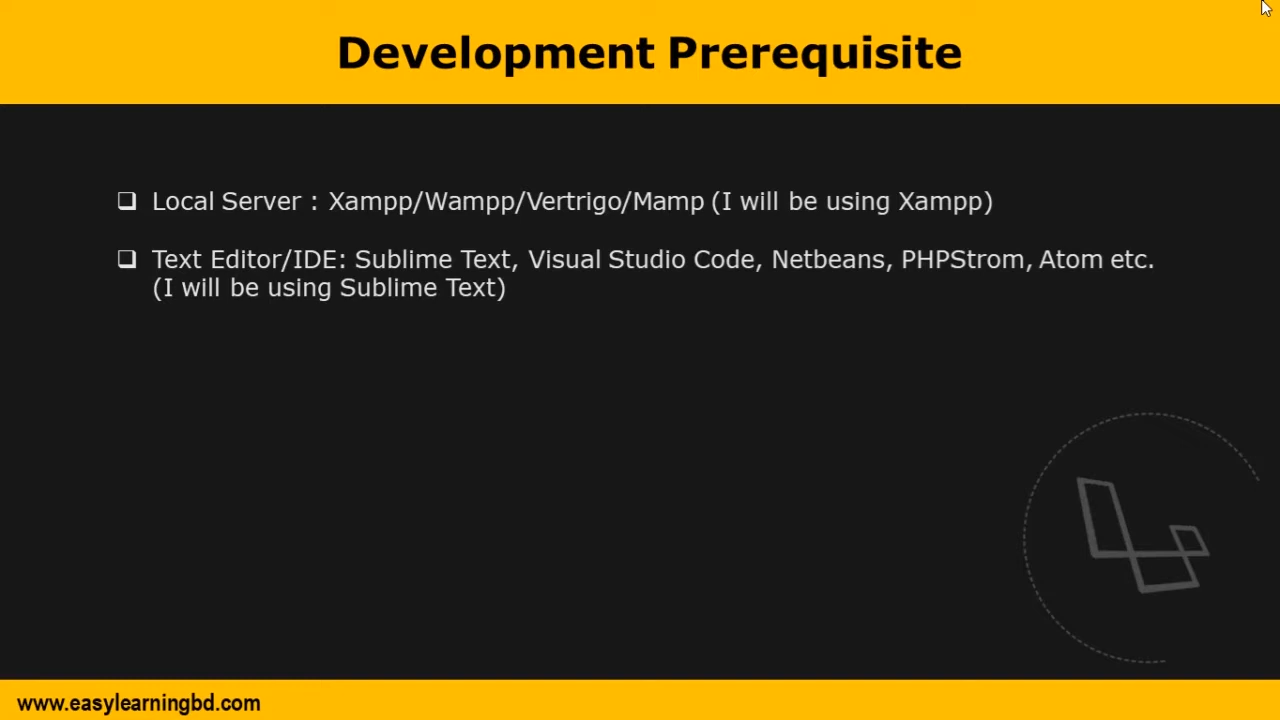 Development Prerequisite
Local Server : Xampp/Wampp/Vertrigo/Mamp (I will be using Xampp)
Text Editor/IDE: Sublime Text, Visual Studio Code, Netbeans, PHPStrom, Atom etc.
(I will be using Sublime Text)
www.easylearningbd.com